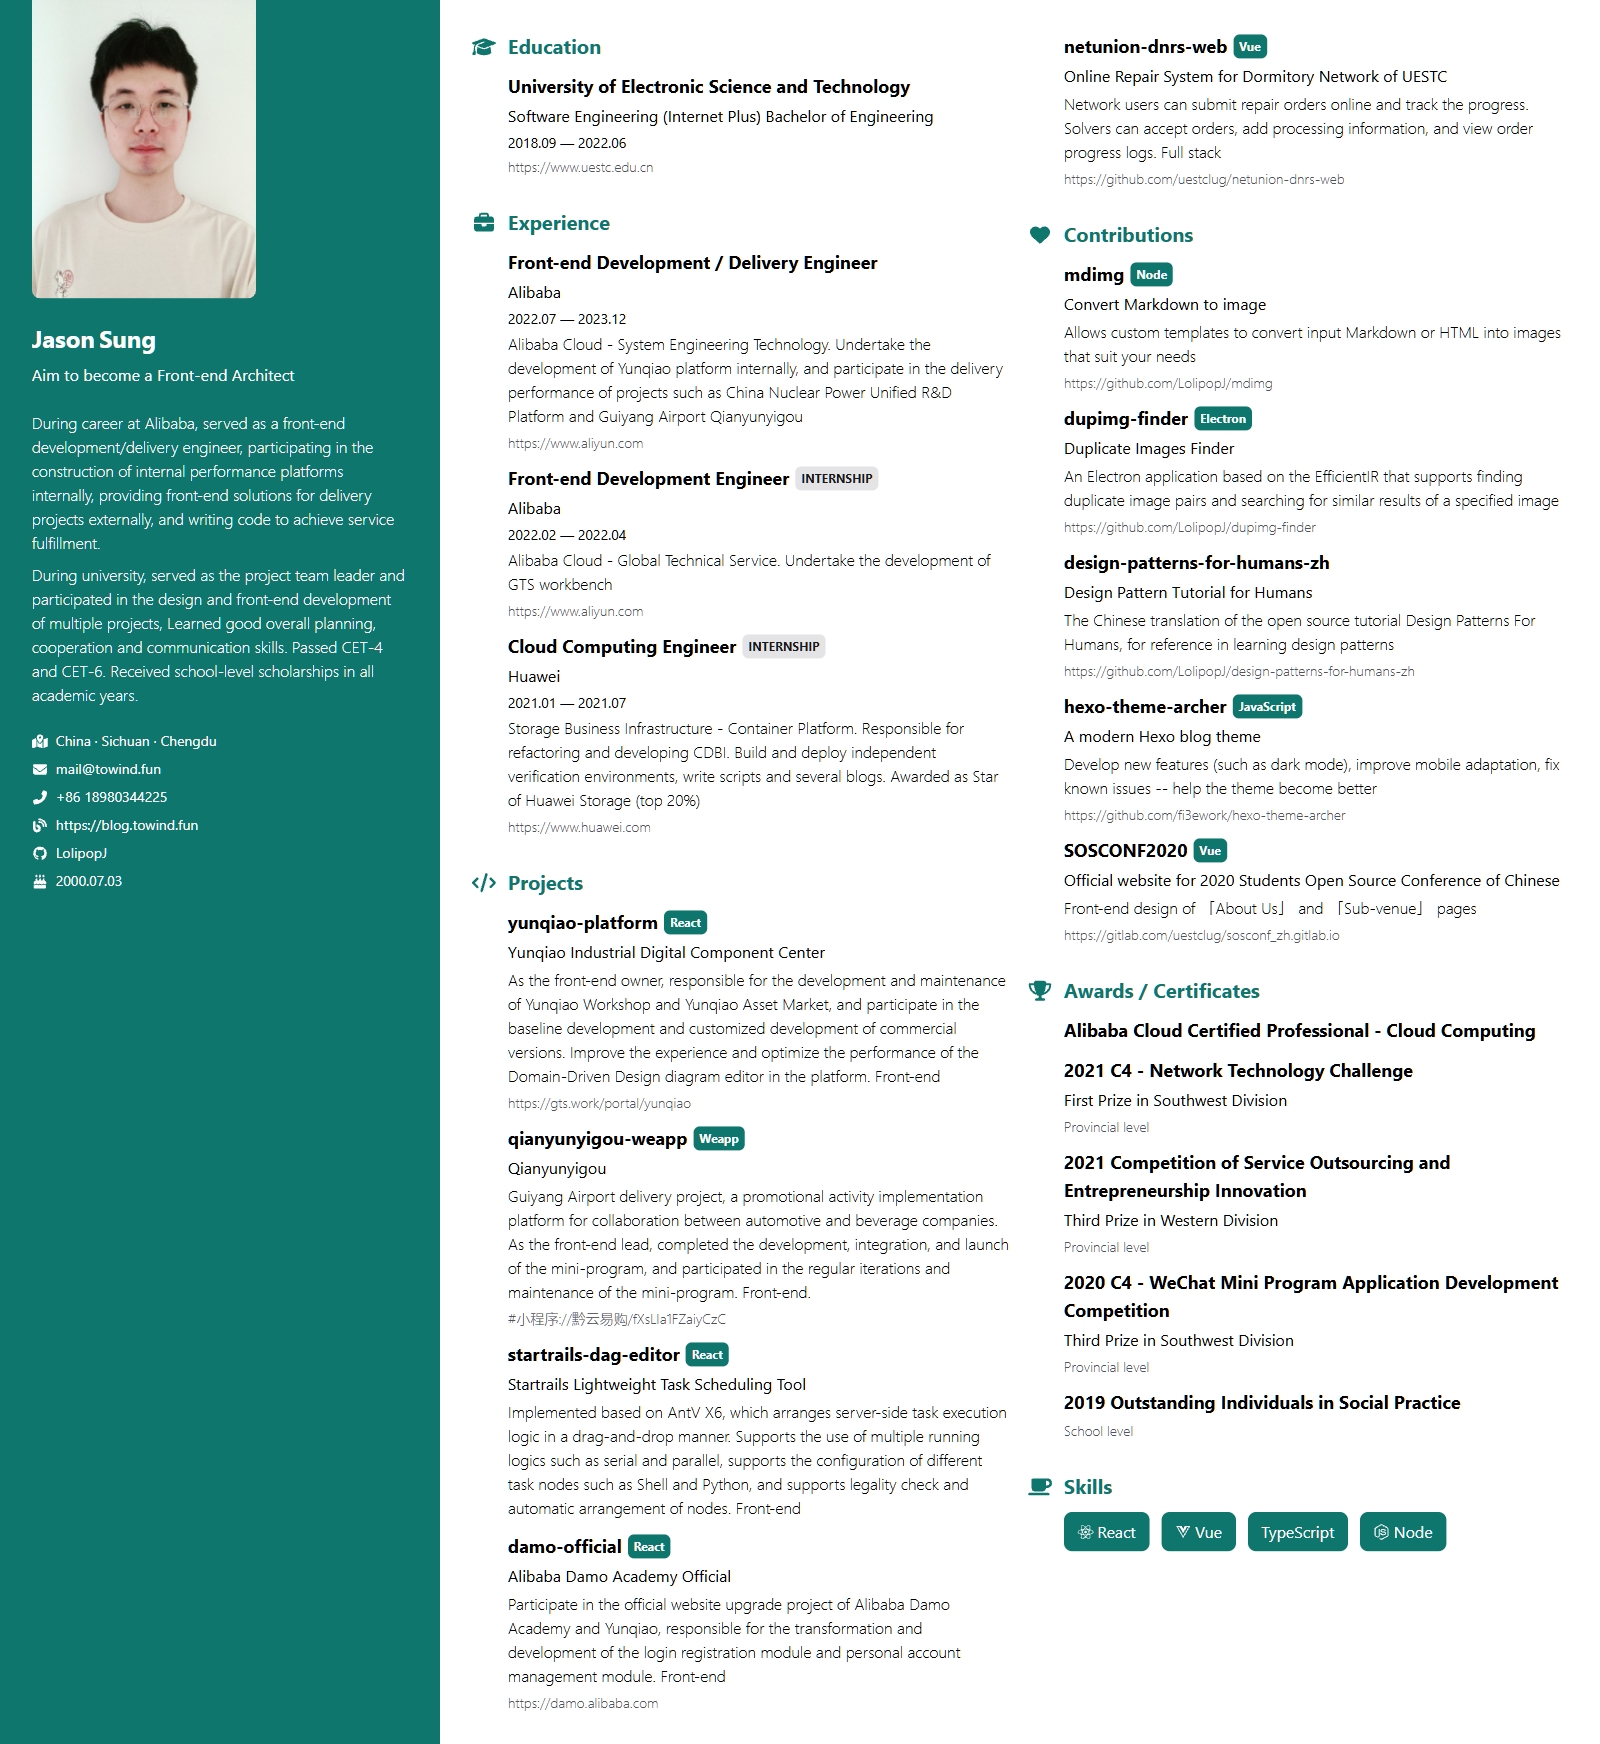 Jason Sung
Aim to become a Front-end Architect
During career at Alibaba, served as a front-end
development/delivery engineer, participating in the
construction of internal performance platforms
internally, providing front-end solutions for delivery
projects externally, and writing code to achieve service
fulfillment.
During university, served as the project team leader and
participated in the design and front-end development
of multiple projects, Learned good overall planning,
cooperation and communication skills. Passed CET-4
and CET-6. Received school-level scholarships in all
academic years.
China · Sichuan · Chengdu
mail@towind.fun
+86 18980344225
https://blog.towind.fun
LolipopJ
2000.07.03
Education
University of Electronic Science and Technology
Software Engineering (Internet Plus) Bachelor of Engineering
2018.09 — 2022.06
https://www.uestc.edu.cn
Experience
Front-end Development / Delivery Engineer
Alibaba
2022.07 — 2023.12
Alibaba Cloud - System Engineering Technology. Undertake the
development of Yunqiao platform internally, and participate in the delivery
performance of projects such as China Nuclear Power Unified R&D
Platform and Guiyang Airport Qianyunyigou
https://www.aliyun.com
Front-end Development Engineer INTERNSHIP
Alibaba
2022.02 — 2022.04
Alibaba Cloud - Global Technical Service. Undertake the development of
GTS workbench
https://www.aliyun.com
Cloud Computing Engineer INTERNSHIP
Huawei
2021.01 — 2021.07
Storage Business Infrastructure - Container Platform. Responsible for
refactoring and developing CDBI. Build and deploy independent
verification environments, write scripts and several blogs. Awarded as Star
of Huawei Storage (top 20%)
https://www.huawei.com
Projects
yunqiao-platform React
Yunqiao Industrial Digital Component Center
As the front-end owner, responsible for the development and maintenance
of Yunqiao Workshop and Yunqiao Asset Market, and participate in the
baseline development and customized development of commercial
versions. Improve the experience and optimize the performance of the
Domain-Driven Design diagram editor in the platform. Front-end
https://gts.work/portal/yunqiao
qianyunyigou-weapp Weapp
Qianyunyigou
Guiyang Airport delivery project, a promotional activity implementation
platform for collaboration between automotive and beverage companies.
As the front-end lead, completed the development, integration, and launch
of the mini-program, and participated in the regular iterations and
maintenance of the mini-program. Front-end.
#小程序://黔云易购/fXsLIa1FZaiyCzC
startrails-dag-editor React
Startrails Lightweight Task Scheduling Tool
Implemented based on AntV X6, which arranges server-side task execution
logic in a drag-and-drop manner. Supports the use of multiple running
logics such as serial and parallel, supports the configuration of different
task nodes such as Shell and Python, and supports legality check and
automatic arrangement of nodes. Front-end
damo-official React
Alibaba Damo Academy Official
Participate in the official website upgrade project of Alibaba Damo
Academy and Yunqiao, responsible for the transformation and
development of the login registration module and personal account
management module. Front-end
https://damo.alibaba.com
netunion-dnrs-web Vue
Online Repair System for Dormitory Network of UESTC
Network users can submit repair orders online and track the progress.
Solvers can accept orders, add processing information, and view order
progress logs. Full stack
https://github.com/uestclug/netunion-dnrs-web
Contributions
mdimg Node
Convert Markdown to image
Allows custom templates to convert input Markdown or HTML into images
that suit your needs
https://github.com/LolipopJ/mdimg
dupimg-finder Electron
Duplicate Images Finder
An Electron application based on the EfficientIR that supports finding
duplicate image pairs and searching for similar results of a specified image
https://github.com/LolipopJ/dupimg-finder
design-patterns-for-humans-zh
Design Pattern Tutorial for Humans
The Chinese translation of the open source tutorial Design Patterns For
Humans, for reference in learning design patterns
https://github.com/LolipopJ/design-patterns-for-humans-zh
hexo-theme-archer JavaScript
A modern Hexo blog theme
Develop new features (such as dark mode), improve mobile adaptation, fix
known issues -- help the theme become better
https://github.com/fi3ework/hexo-theme-archer
SOSCONF2020 Vue
Official website for 2020 Students Open Source Conference of Chinese
Front-end design of 「About Us」 and 「Sub-venue」 pages
https://gitlab.com/uestclug/sosconf_zh.gitlab.io
Awards / Certificates
Alibaba Cloud Certified Professional - Cloud Computing
2021 C4 - Network Technology Challenge
First Prize in Southwest Division
Provincial level
2021 Competition of Service Outsourcing and
Entrepreneurship Innovation
Third Prize in Western Division
Provincial level
2020 C4 - WeChat Mini Program Application Development
Competition
Third Prize in Southwest Division
Provincial level
2019 Outstanding Individuals in Social Practice
School level
Skills
React Vue TypeScript Node